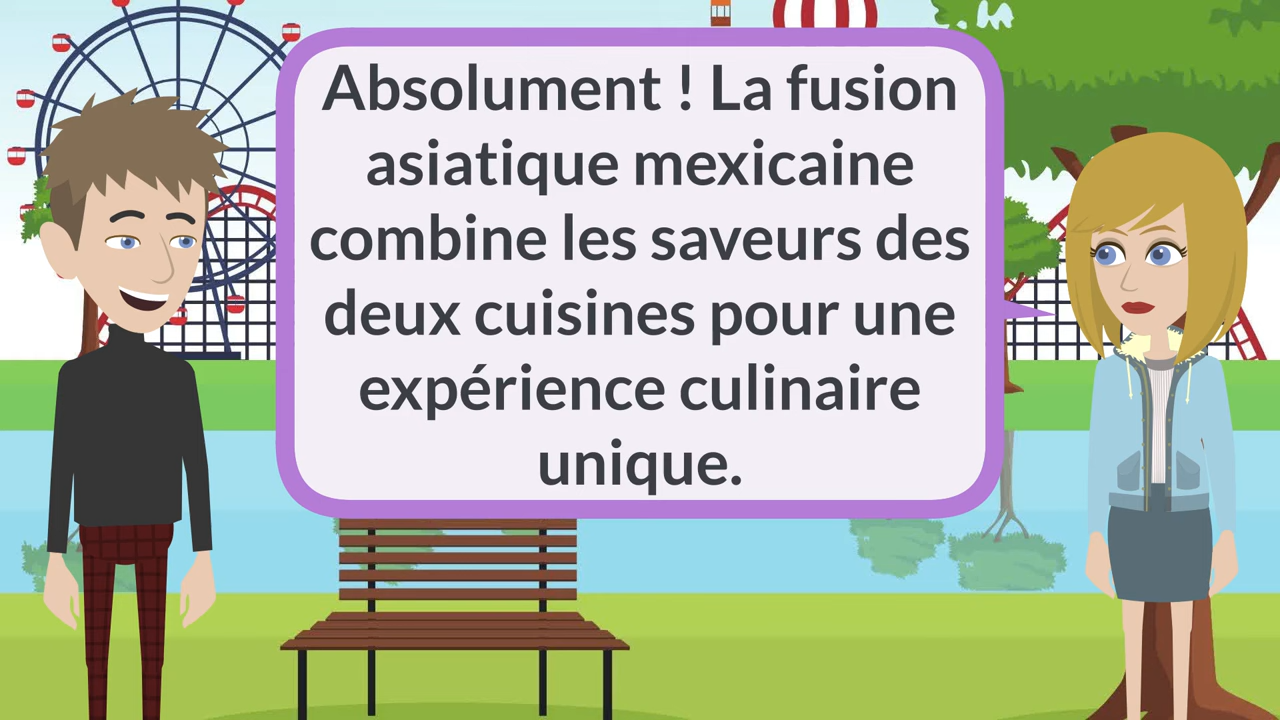 Absolument ! La fusion
asiatique mexicaine
combine les saveurs des
deux cuisines pour une
expérience culinaire
unique.